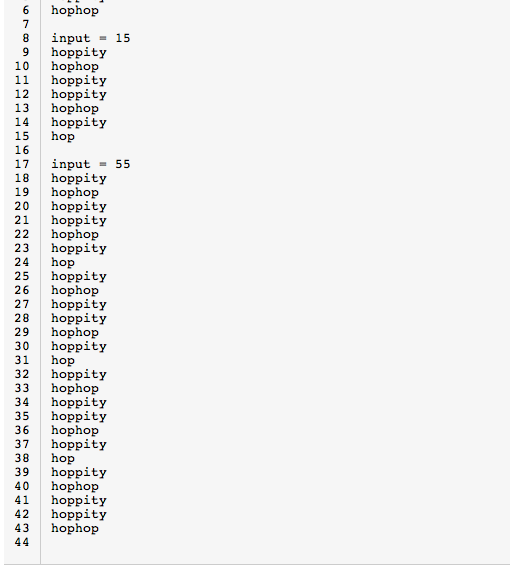 6 hophop
7
8 input = 15
9 hoppity
10 hophop
11 hoppity
12 hoppity
13 hophop
14 hoppity
15 hop
16
17 input = 55
18 hoppity
19 hophop
20 hoppity
21 hoppity
22 hophop
23 hoppity
24 hop
25 hoppity
26 hophop
27 hoppity
28 hoppity
29 hophop
30 hoppity
31 hop
32 hoppity
33 hophop
34 hoppity
35 hoppity
36 hophop
37 hoppity
38 hop
39 hoppity
40 hophop
41 hoppity
42 hoppity
43 hophop
44